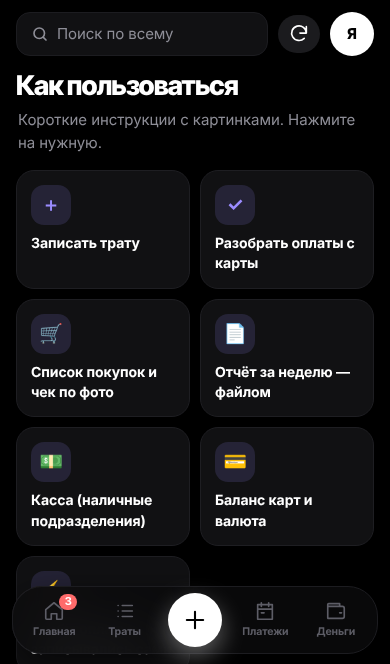 Поиск по всему
Я
Как пользоваться
Короткие инструкции с картинками. Нажмите
на нужную.
Записать трату
Разобрать оплаты с
карты
Список покупок и
чек по фото
Отчёт за неделю —
файлом
Касса (наличные
подразделения)
Баланс карт и
валюта
3
Главная
Траты
Платежи
Деньги